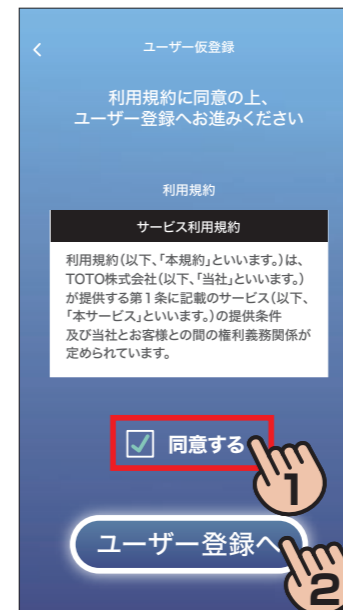 ユーザー仮登録
利用規約に同意の上、
ユーザー登録へお進みください
利用規約
サービス利用規約
利用規約(以下、「本規約」といいます。)は、
TOTO株式会社(以下、「当社」といいます。)
が提供する第1条に記載のサービス(以下、
「本サービス」といいます。)の提供条件
及び当社とお客様との間の権利義務関係が
定められています。
同意する
1
ユーザー登録へ
2